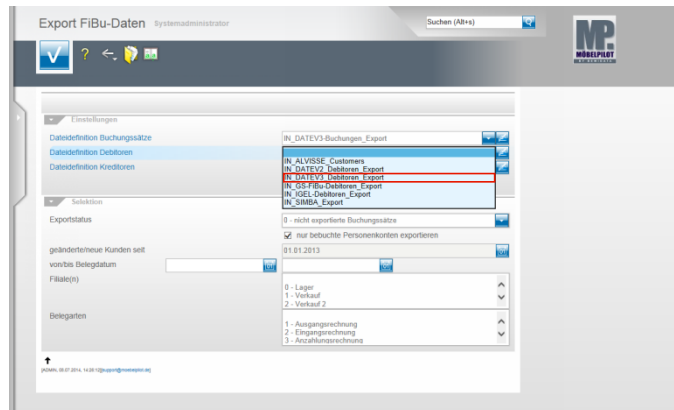 Export FiBu-Daten Systemadministrator
Suchen (Alt+s)
MP
MÖBELPILOT
?
Einstellungen
Dateidefinition Buchungssätze
IN_DATEV3-Buchungen_Export
Dateidefinition Debitoren
Dateidefinition Kreditoren
IN_ALVISSE_Customers
IN_DATEV2_Debitoren_Export
IN_DATEV3_Debitoren_Export
IN_GS-FiBu-Debitoren_Export
IN_IGEL-Debitoren_Export
IN_SIMBA_Export
Selektion
Exportstatus
0 - nicht exportierte Buchungssätze
nur bebuchte Personenkonten exportieren
geänderte/neue Kunden seit
01.01.2013
von/bis Belegdatum
Filiale(n)
0 - Lager
1 - Verkauf
2 - Verkauf 2
Belegarten
1 - Ausgangsrechnung
2 - Eingangsrechnung
3 - Anzahlungsrechnung